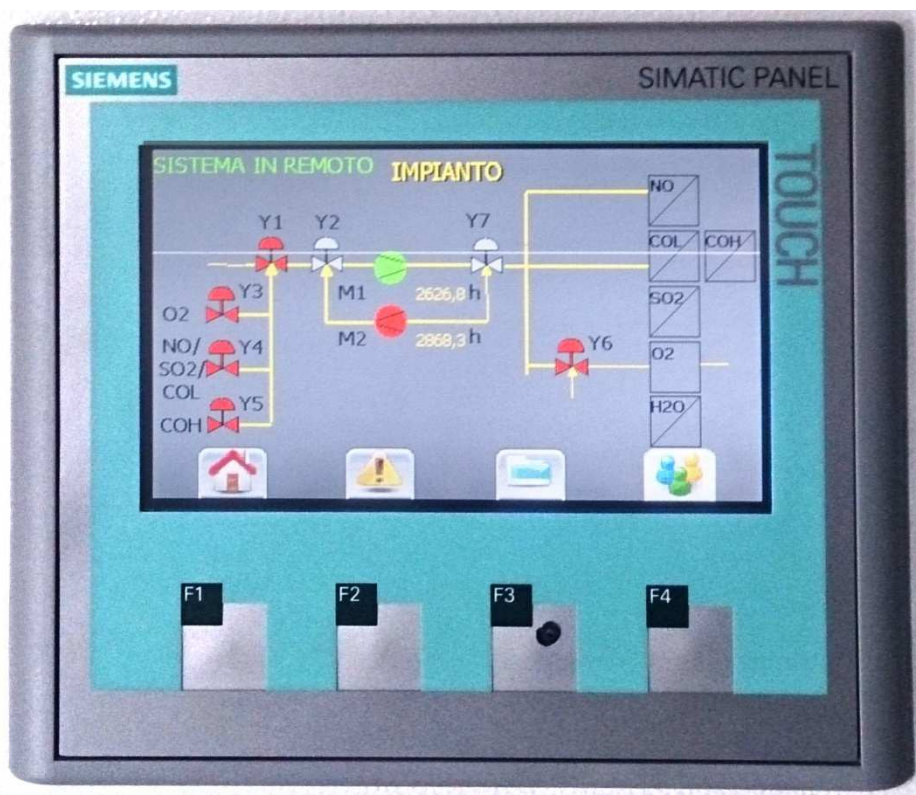 SIEMENS
SIMATIC PANEL
TOUCH
SISTEMA IN REMOTO
IMPIANTO
NO
Y1
Y2
Y7
COL
COH
O2
Y3
M1
2626,8 h
SO2
M2
2868,3 h
NO/
SO2/
COL
Y4
Y6
O2
COH
Y5
H2O
F1
F2
F3
F4